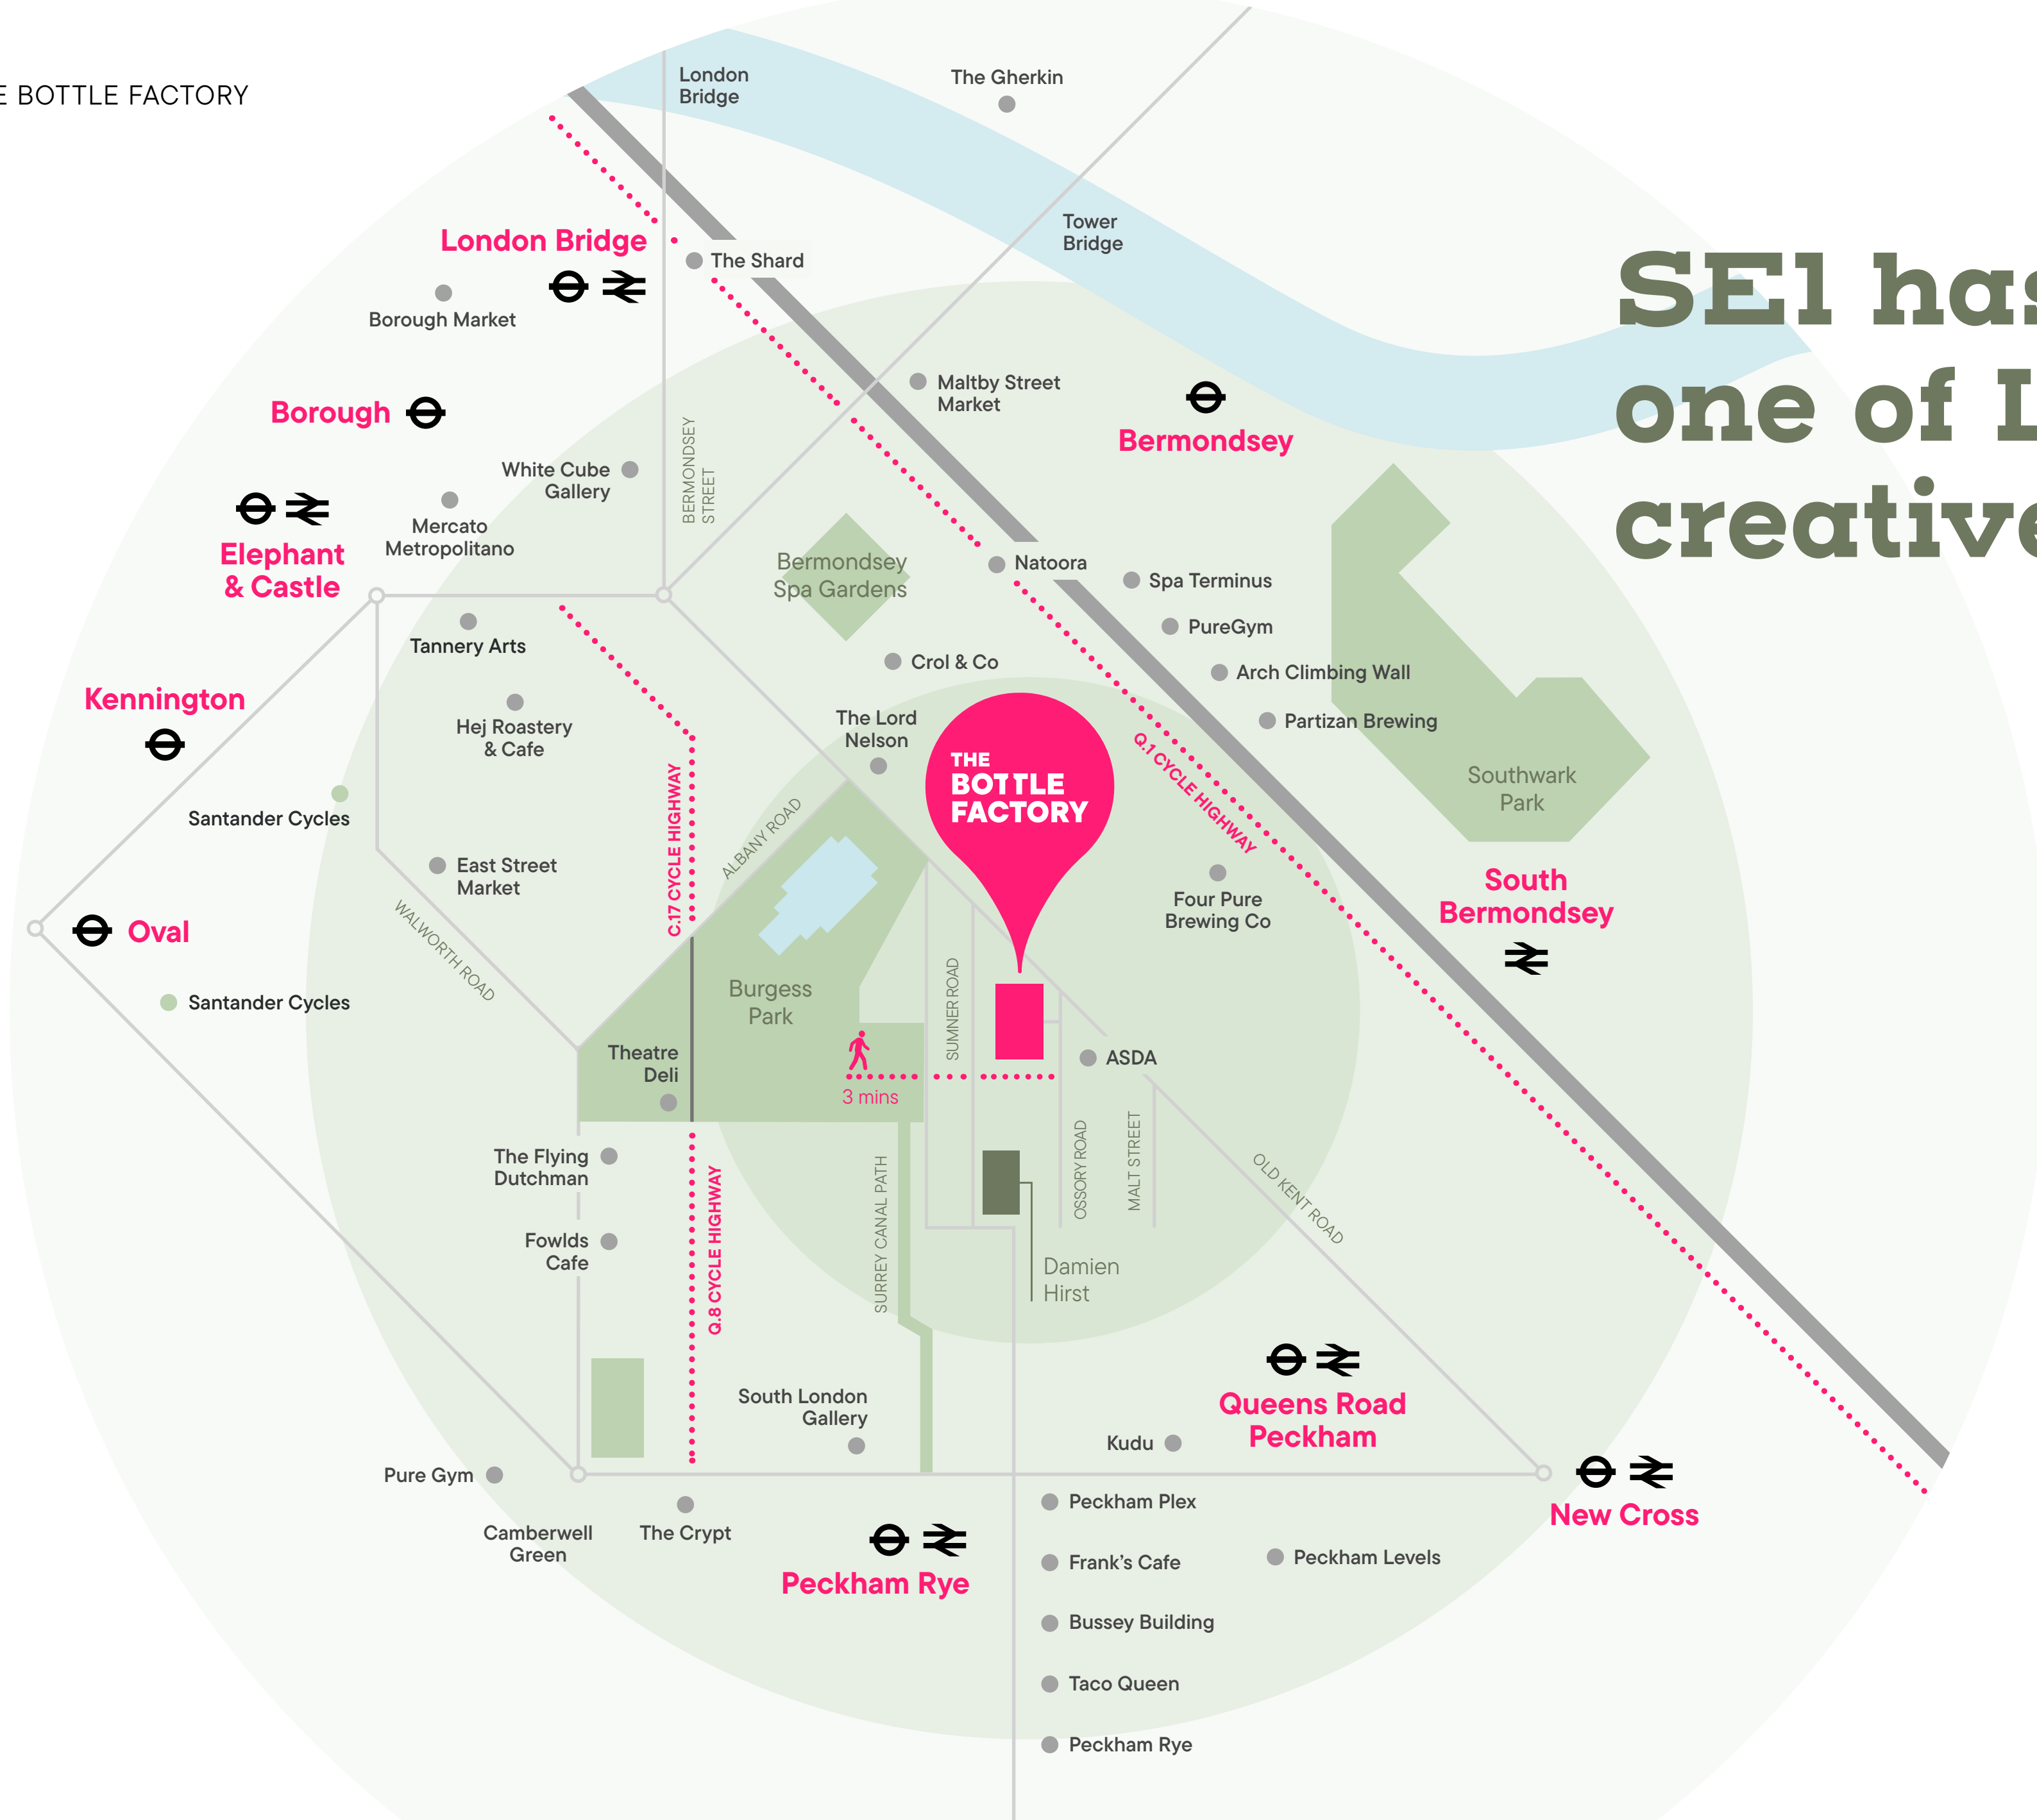 E BOTTLE FACTORY
London
Bridge
The Gherkin
Tower
Bridge
London Bridge
The Shard
Borough Market
SE1 has
one of L
creative
Borough
Maltby Street
Market
Bermondsey
BERMONDSEY
STREET
White Cube
Gallery
Mercato
Metropolitano
Elephant
& Castle
Bermondsey
Spa Gardens
Natoora
Spa Terminus
PureGym
Arch Climbing Wall
Partizan Brewing
Tannery Arts
Crol & Co
Kennington
Hej Roastery
& Cafe
The Lord
Nelson
THE
BOTTLE
FACTORY
Q.1 CYCLE HIGHWAY
Southwark
Park
Santander Cycles
C.17 CYCLE HIGHWAY
ALBANY ROAD
East Street
Market
WALWORTH ROAD
Four Pure
Brewing Co
South
Bermondsey
Oval
Santander Cycles
Burgess
Park
SUMNER ROAD
Theatre
Deli
ASDA
3 mins
The Flying
Dutchman
Fowlds
Cafe
Q.8 CYCLE HIGHWAY
SURREY CANAL PATH
OSSORY ROAD
MALT STREET
OLD KENT ROAD
Damien
Hirst
South London
Gallery
Queens Road
Peckham
Kudu
Pure Gym
New Cross
Camberwell
Green
The Crypt
Peckham Rye
Peckham Plex
Frank's Cafe
Peckham Levels
Bussey Building
Taco Queen
Peckham Rye